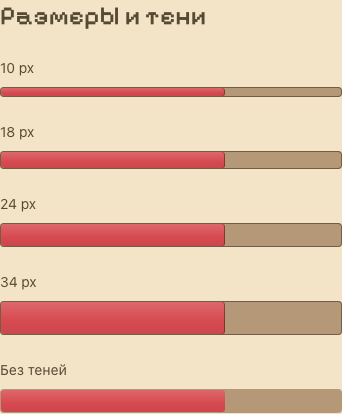 Размеры и тени
10 px
18 px
24 px
34 px
Без теней